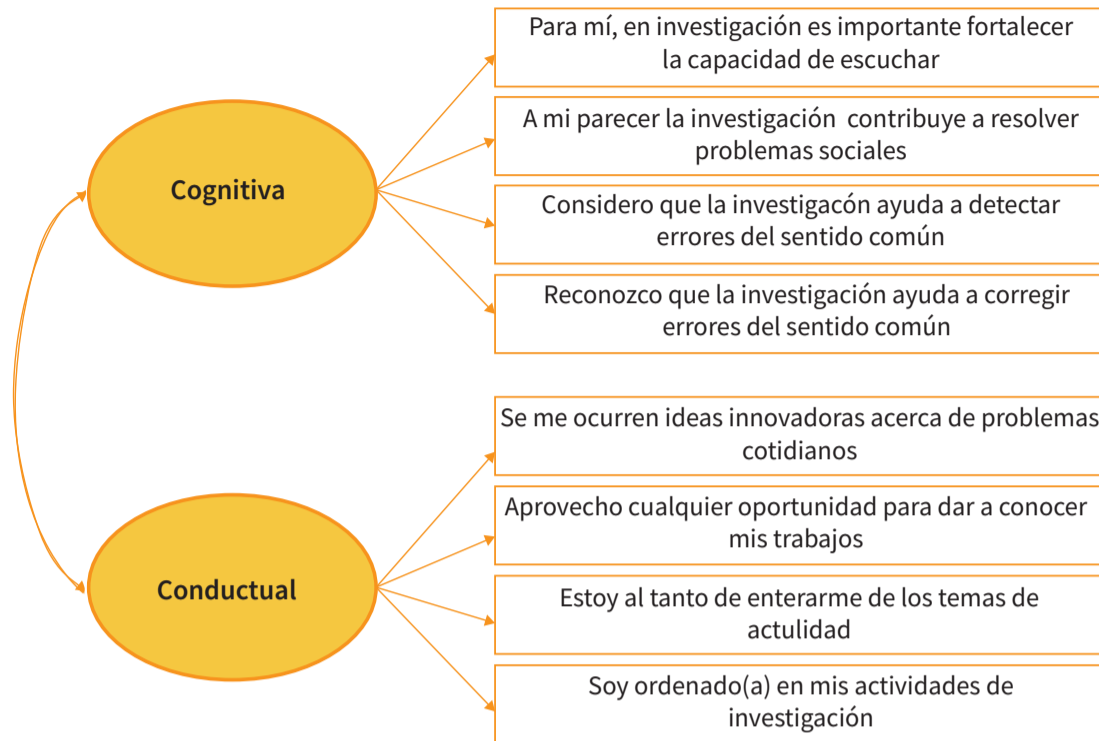 Para mí, en investigación es importante fortalecer
la capacidad de escuchar
A mi parecer la investigación contribuye a resolver
problemas sociales
Cognitiva
Considero que la investigacón ayuda a detectar
errores del sentido común
Reconozco que la investigación ayuda a corregir
errores del sentido común
Se me ocurren ideas innovadoras acerca de problemas
cotidianos
Aprovecho cualquier oportunidad para dar a conocer
mis trabajos
Conductual
Estoy al tanto de enterarme de los temas de
actulidad
Soy ordenado(a) en mis actividades de
investigación